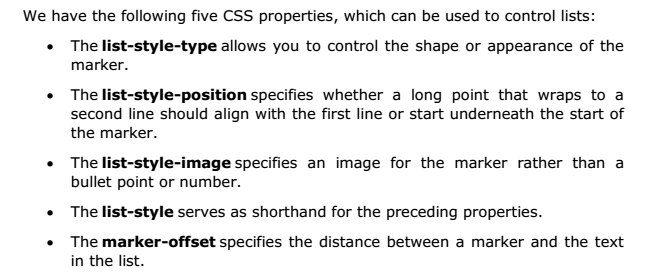 We have the following five CSS properties, which can be used to control lists:
• The list-style-type allows you to control the shape or appearance of the
marker.
• The list-style-position specifies whether a long point that wraps to a
second line should align with the first line or start underneath the start of
the marker.
• The list-style-image specifies an image for the marker rather than a
bullet point or number.
• The list-style serves as shorthand for the preceding properties.
• The marker-offset specifies the distance between a marker and the text
in the list.